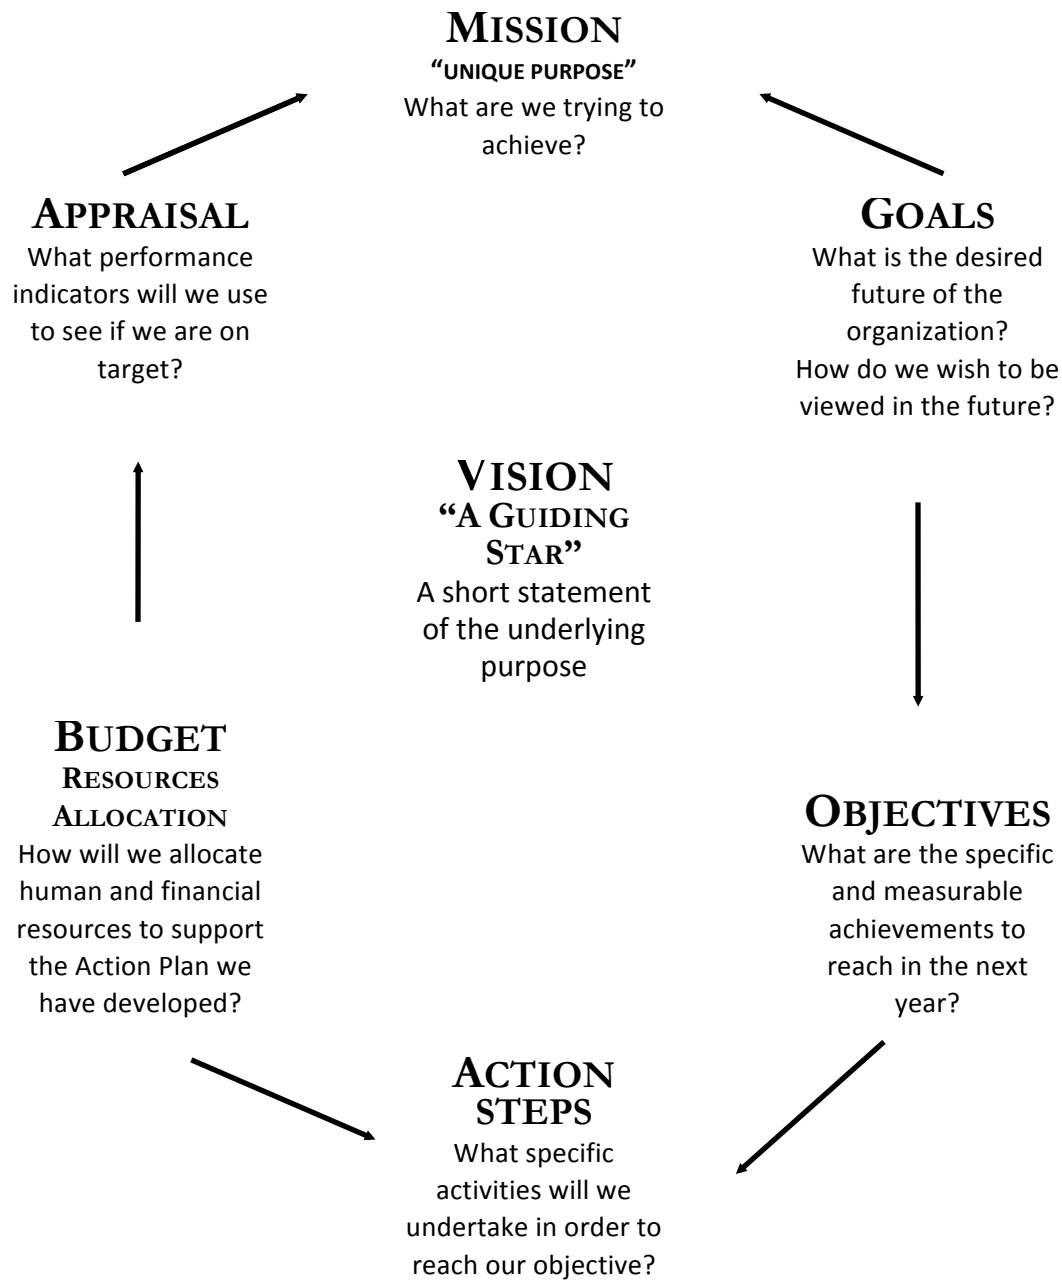 MISSION
“UNIQUE PURPOSE”
What are we trying to
achieve?
APPRAISAL
What performance
indicators will we use
to see if we are on
target?
GOALS
What is the desired
future of the
organization?
How do we wish to be
viewed in the future?
VISION
“A GUIDING
STAR”
A short statement
of the underlying
purpose
BUDGET
RESOURCES
ALLOCATION
How will we allocate
human and financial
resources to support
the Action Plan we
have developed?
OBJECTIVES
What are the specific
and measurable
achievements to
reach in the next
year?
ACTION
STEPS
What specific
activities will we
undertake in order to
reach our objective?